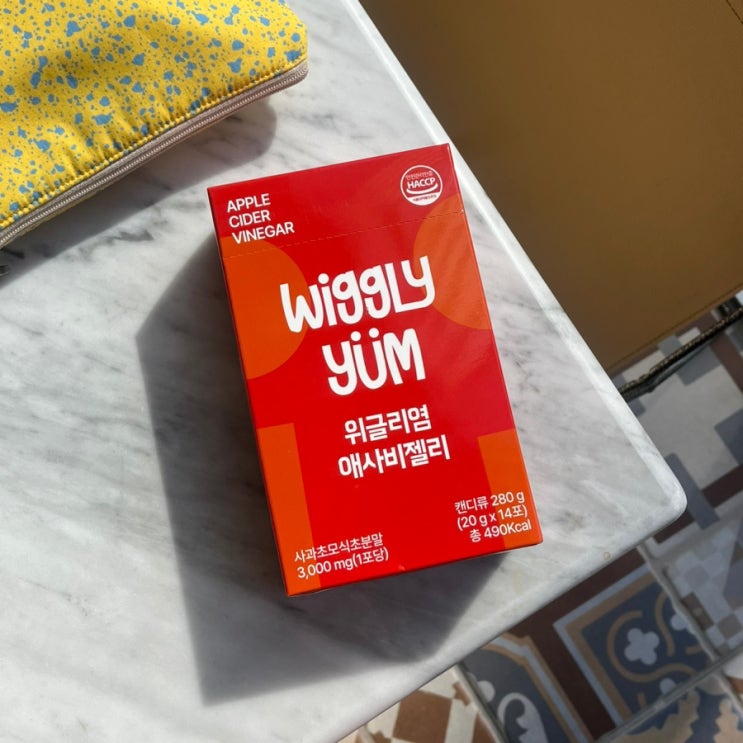 APPLE
CIDER
VINEGAR
HACCP
Wiggly
YÜM
위글리염
애사비젤리
사과초모식초분말
3,000 mg(1포당)
캔디류 280 g
(20 g x 14포)
총 490Kcal